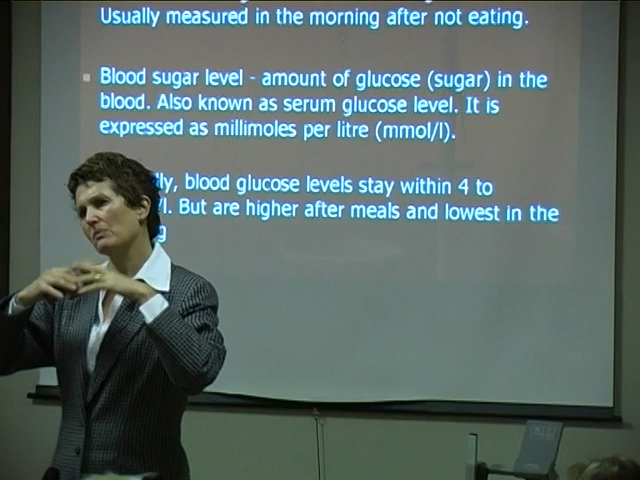 Usually measured in the morning after not eating.
Blood sugar level - amount of glucose (sugar) in the
blood. Also known as serum glucose level. It is
expressed as millimoles per litre (mmol/l).
lly, blood glucose levels stay within 4 to
/l. But are higher after meals and lowest in the
g